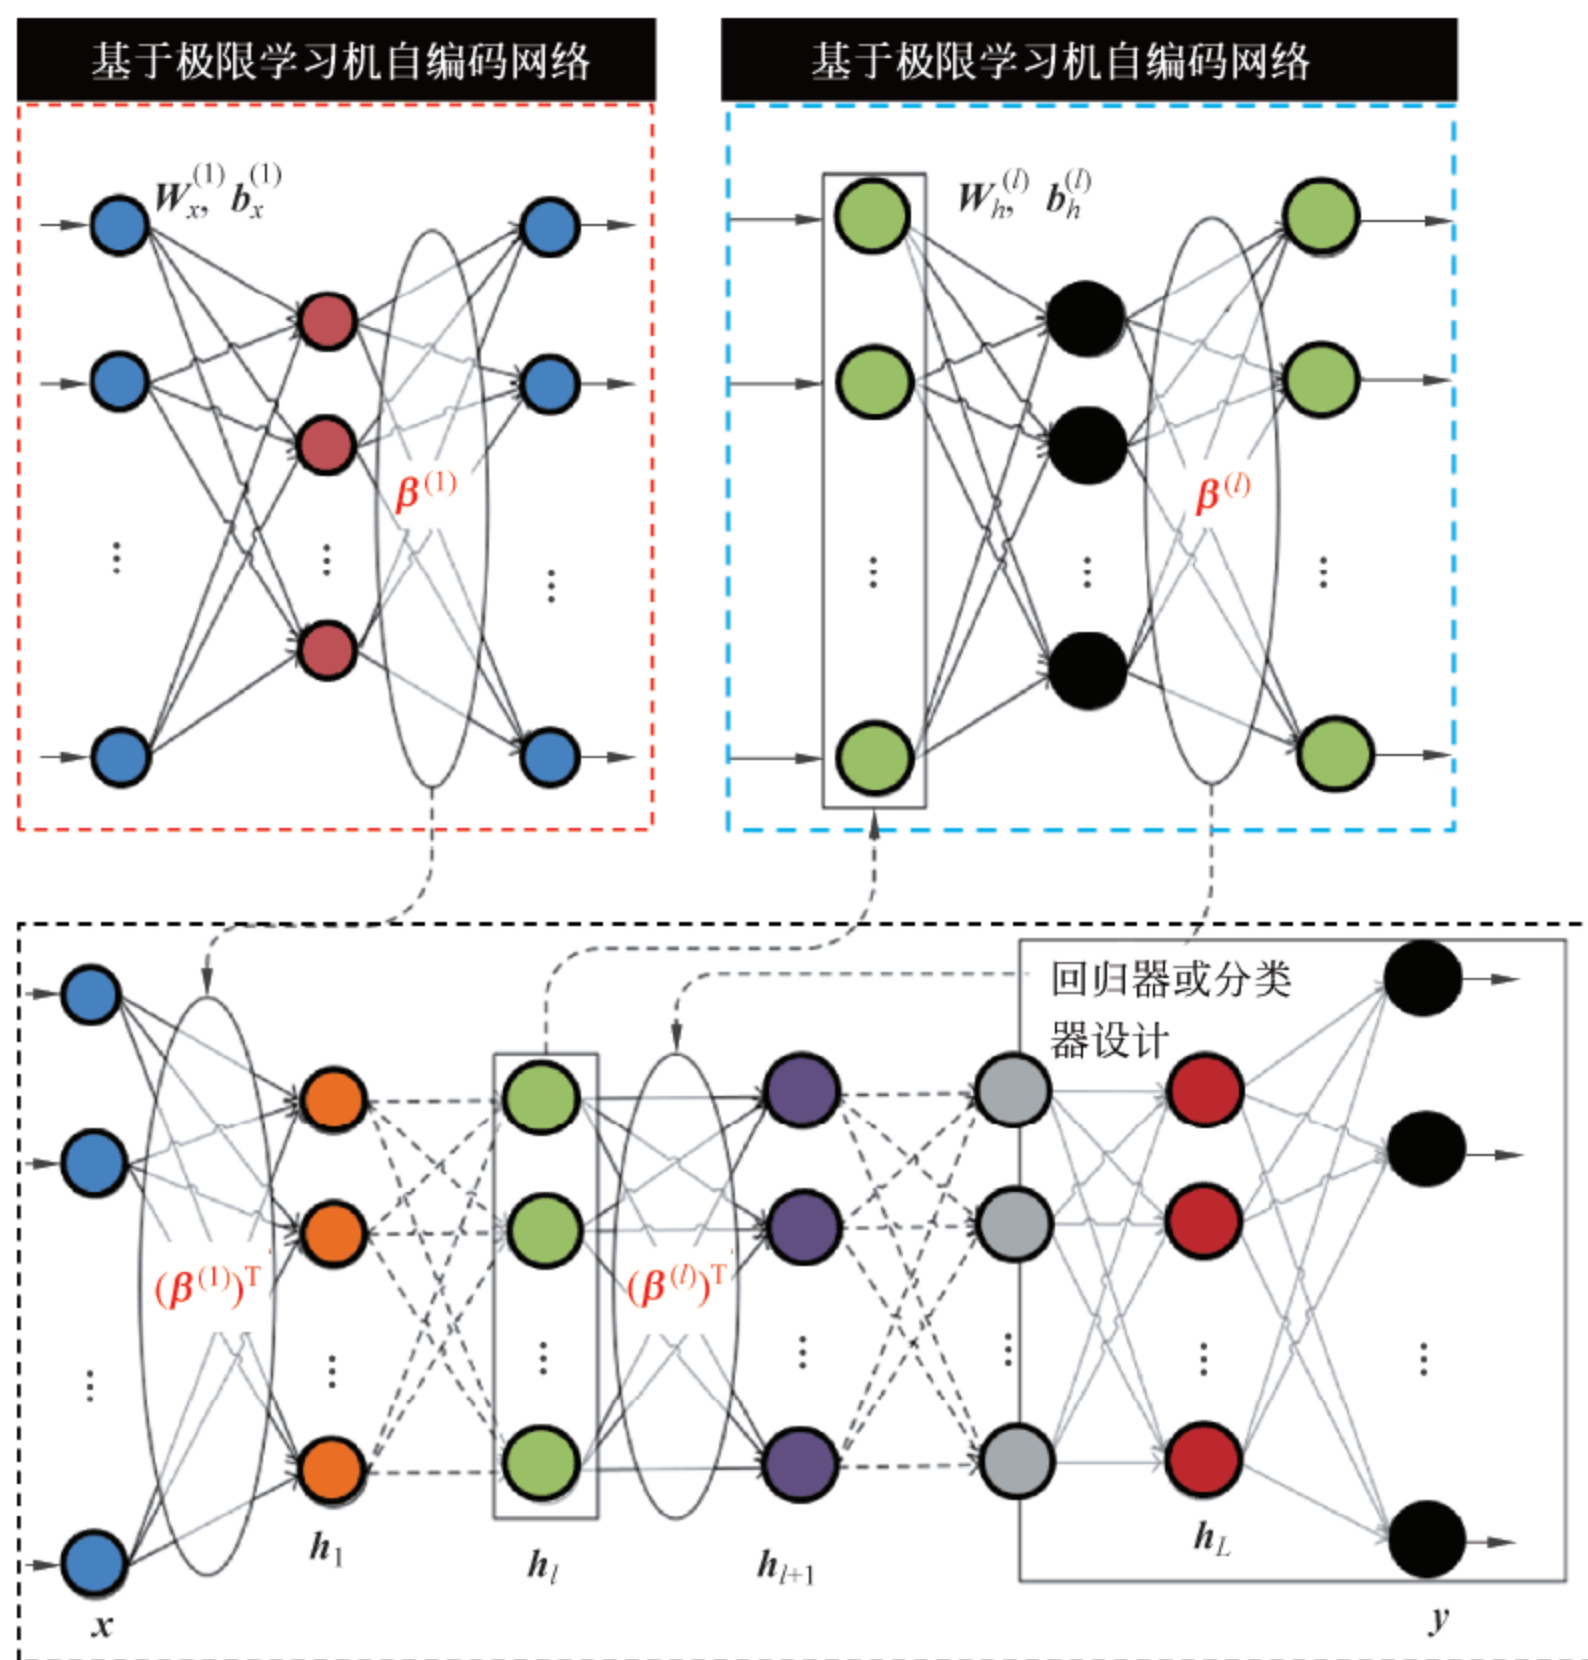 基于极限学习机自编码网络
基于极限学习机自编码网络
W_x^{(1)}, b_x^{(1)}
W_h^{(l)}, b_h^{(l)}
β^{(1)}
β^{(l)}
回归器或分类
器设计
(β^{(1)})^T
(β^{(l)})^T
h_1
h_l
h_{l+1}
h_L
x
y